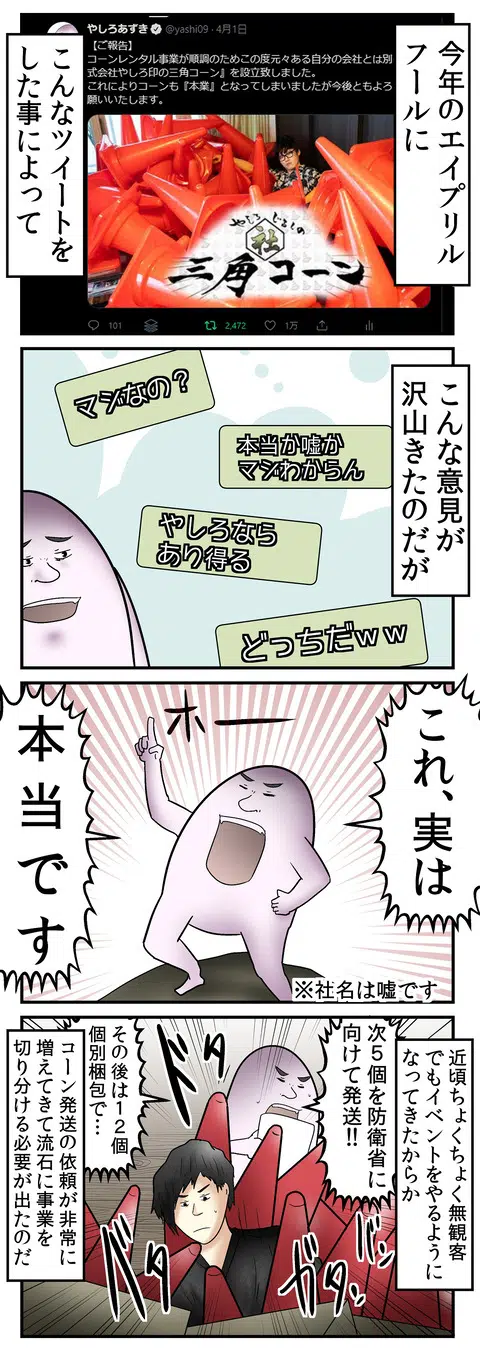 今年のエイプリル
フールに
こんなツイートを
した事によって
やしろあずき
@yashi09・4月1日
【ご報告】
コーンレンタル事業が順調のためこの度元々ある自分の会社とは別
式会社やしろ印の三角コーン』を設立致しました。
これによりコーンも『本業』となってしまいましたが今後ともよろ
願いいたします。
やしろじるしの
社
三角コーン
101
2,472
1万
こんな意見が
沢山きたのだが
マジなの?
本当か嘘か
マジわからん
やしろなら
あり得る
どっちだｗｗ
これ、実は
ホー
本当です
※社名は嘘です
近頃ちょくちょく無観客
でもイベントをやるように
なってきたからか
次5個を防衛省に
向けて発送!!
その後は12個
個別梱包で…
ドタ
バタ
ガタン
バン
コーン発送の依頼が非常に
増えてきて流石に事業を
切り分ける必要が出たのだ